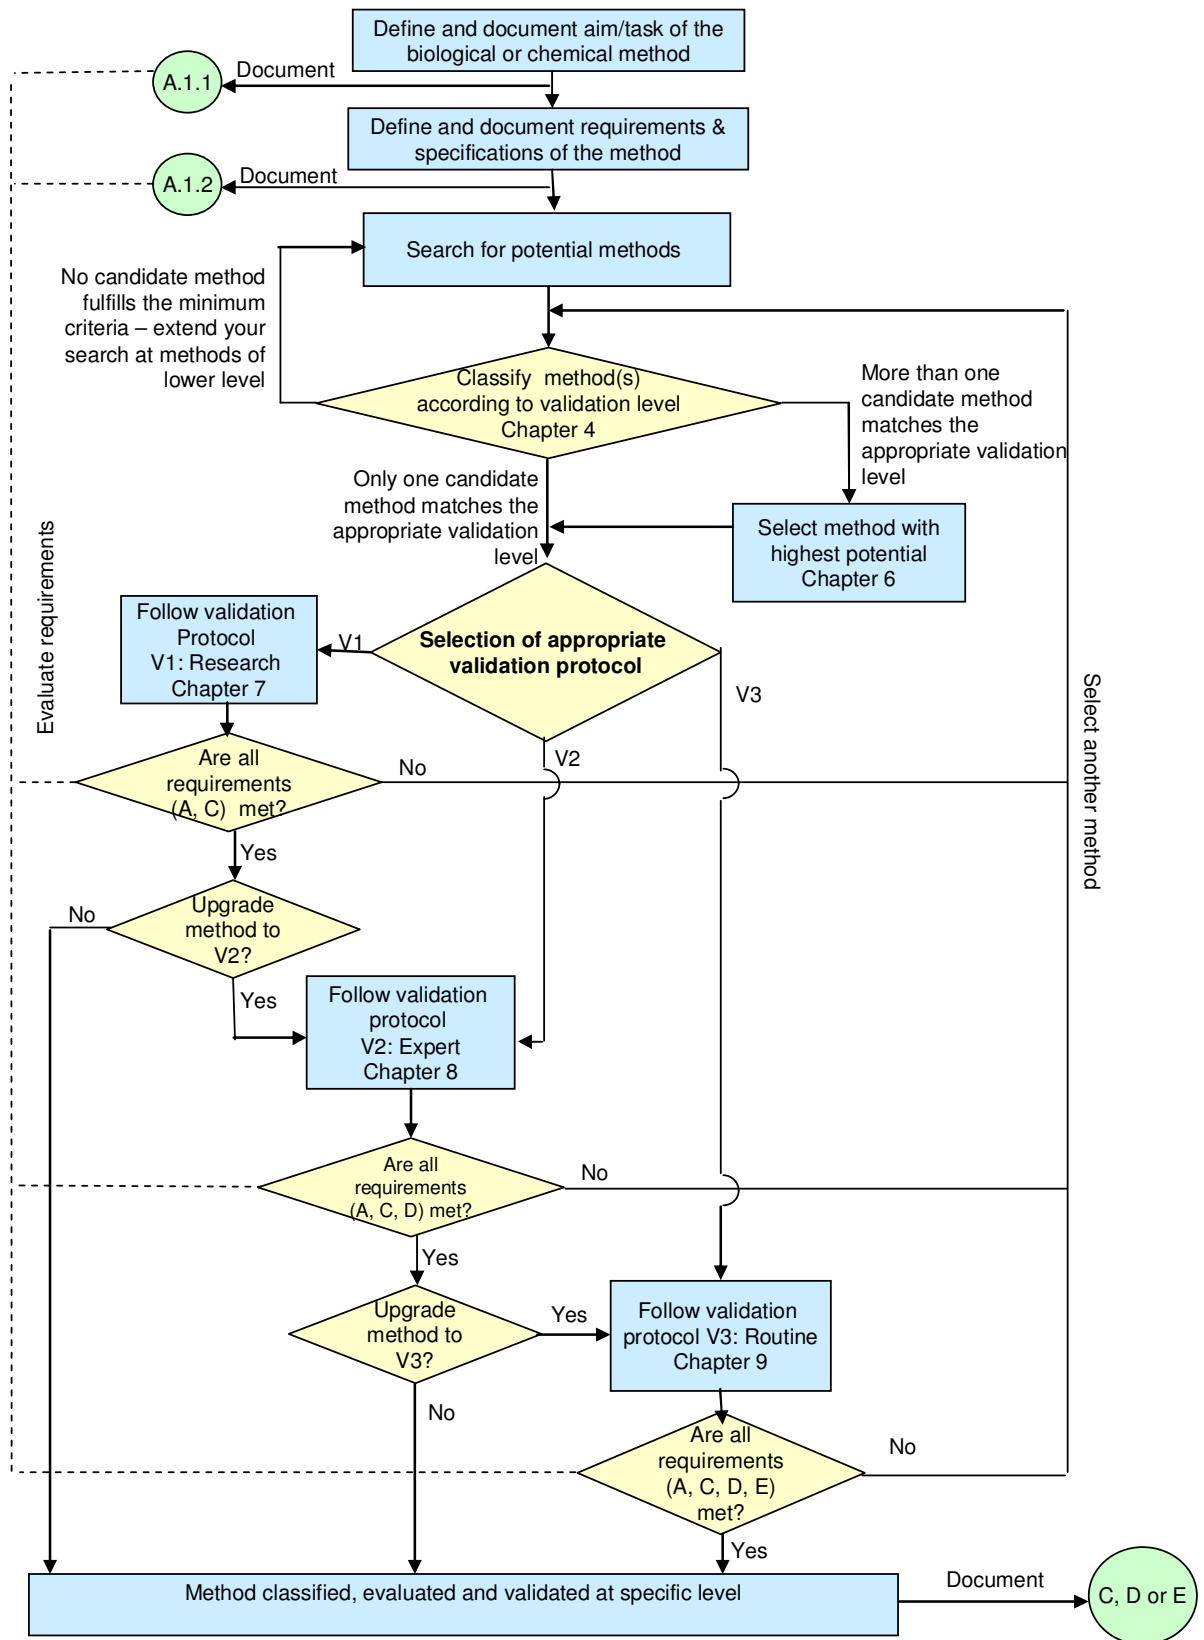 Define and document aim/task of the
biological or chemical method
A.1.1
Document
Define and document requirements &
specifications of the method
A.1.2
Document
Search for potential methods
No candidate method
fulfills the minimum
criteria – extend your
search at methods of
lower level
Classify method(s)
according to validation level
Chapter 4
More than one
candidate method
matches the
appropriate validation
level
Only one candidate
method matches the
appropriate validation
level
Select method with
highest potential
Chapter 6
Evaluate requirements
Follow validation
Protocol
V1: Research
Chapter 7
V1
Selection of appropriate
validation protocol
V3
V2
Select another method
Are all
requirements
(A, C) met?
No
Yes
No
Upgrade
method to
V2?
Yes
Follow validation
protocol
V2: Expert
Chapter 8
Are all
requirements
(A, C, D) met?
No
Yes
Upgrade
method to
V3?
Yes
Follow validation
protocol V3: Routine
Chapter 9
No
Are all
requirements
(A, C, D, E)
met?
No
Yes
Method classified, evaluated and validated at specific level
Document
C, D or E